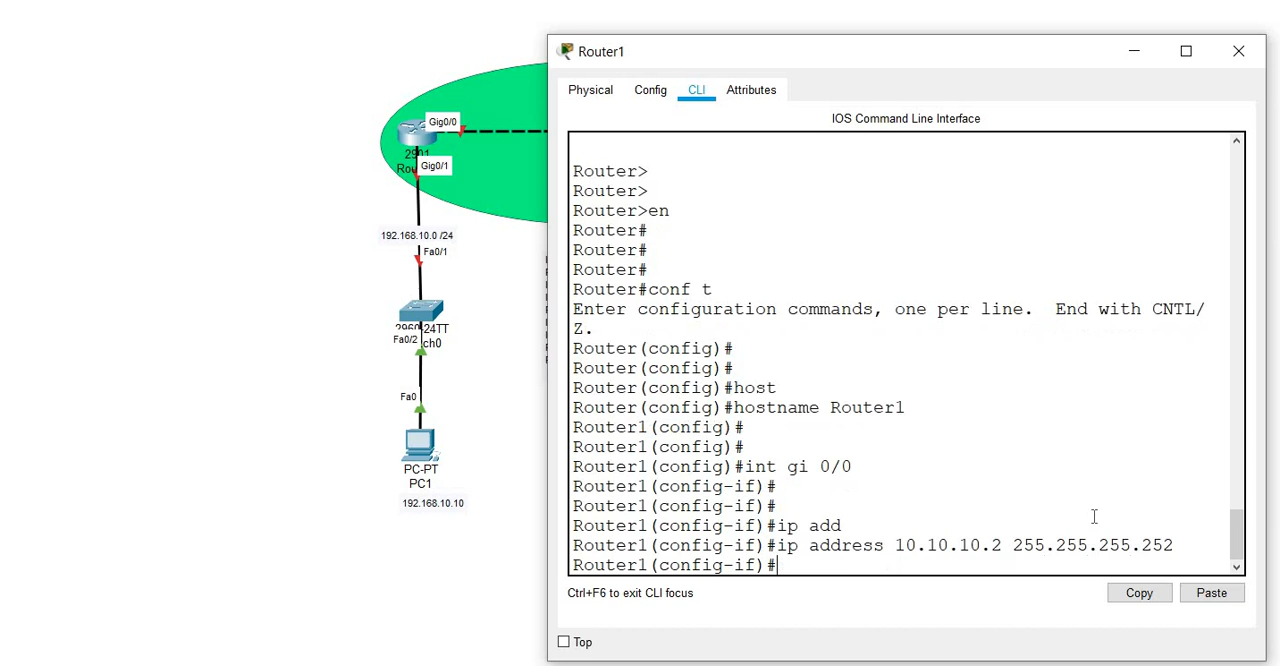 Router1
Physical Config CLI Attributes
IOS Command Line Interface
Router>
Router>
Router>en
Router#
Router#
Router#
Router#conf t
Enter configuration commands, one per line.  End with CNTL/
Z.
Router(config)#
Router(config)#
Router(config)#host
Router(config)#hostname Router1
Router1(config)#
Router1(config)#
Router1(config)#int gi 0/0
Router1(config-if)#
Router1(config-if)#
Router1(config-if)#ip add
Router1(config-if)#ip address 10.10.10.2 255.255.255.252
Router1(config-if)#
Ctrl+F6 to exit CLI focus
Copy Paste
Top
Gig0/0
Gig0/1
192.168.10.0 /24
Fa0/1
Fa0/2
Fa0
PC-PT
PC1
192.168.10.10